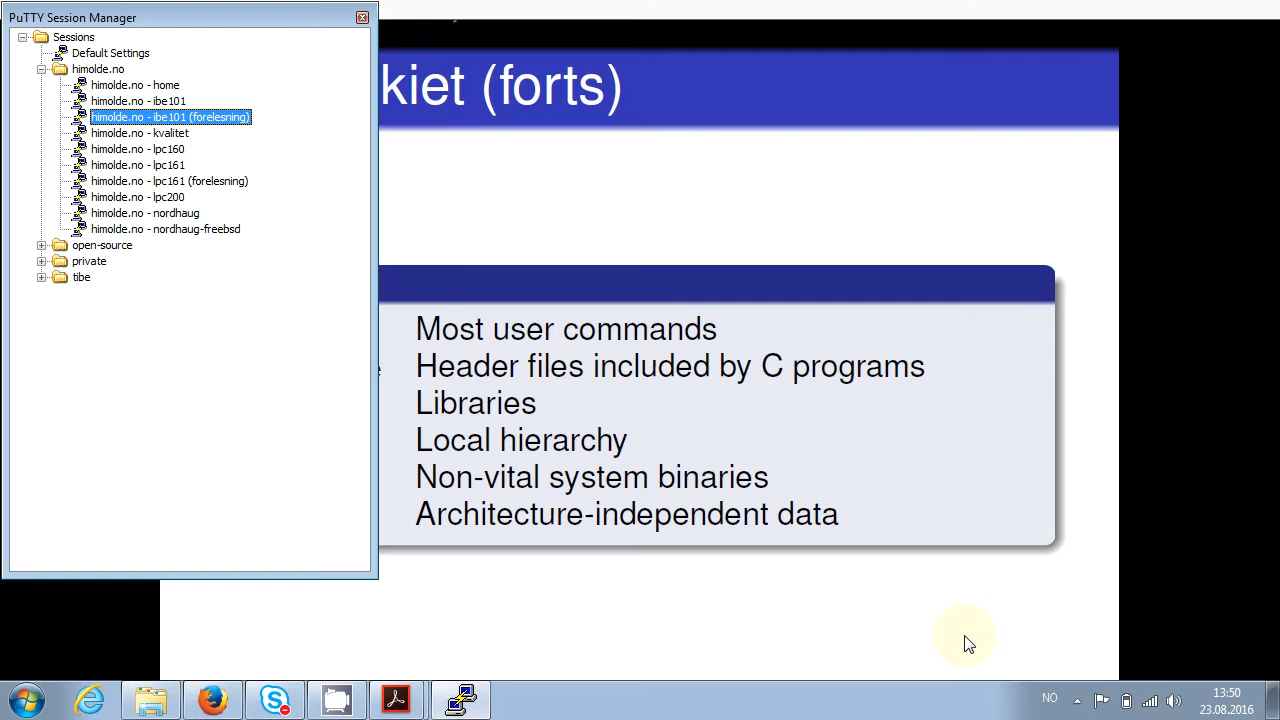 PuTTY Session Manager
Sessions
Default Settings
himolde.no
himolde.no - home
himolde.no - ibe101
himolde.no - ibe101 (forelesning)
himolde.no - kvalitet
himolde.no - lpc160
himolde.no - lpc161
himolde.no - lpc161 (forelesning)
himolde.no - lpc200
himolde.no - nordhaug
himolde.no - nordhaug-freebsd
open-source
private
tibe
kiet (forts)
Most user commands
Header files included by C programs
Libraries
Local hierarchy
Non-vital system binaries
Architecture-independent data
NO
13:50
23.08.2016